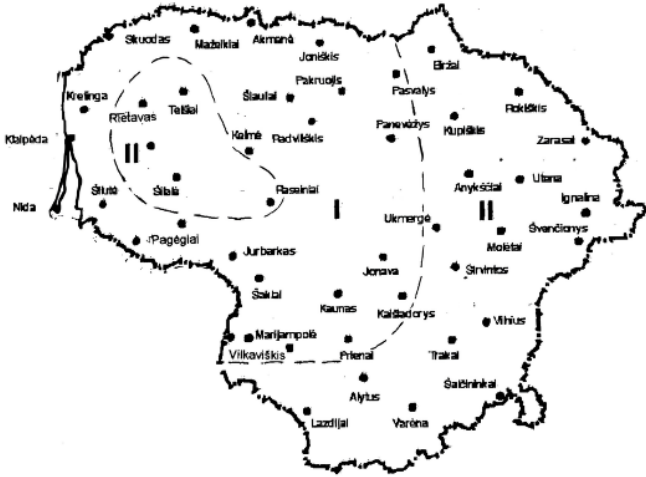 Skuodas
Mažeikiai
Akmenė
Joniškis
Biržai
Pakruojis
Pasvalys
Kretinga
Rietavas
Telšiai
Šiauliai
Rokiškis
Radviliškis
Panevėžys
Kupiškis
Klaipėda
Kelmė
Zarasai
II
Anykščiai
Utena
Šilutė
Šilalė
Raseiniai
I
II
Ignalina
Nida
Ukmergė
Molėtai
Švenčionys
Pagėgiai
Jurbarkas
Jonava
Širvintos
Šakiai
Kaunas
Kaišiadorys
Vilnius
Marijampolė
Vilkaviškis
Prienai
Trakai
Šalčininkai
Alytus
Lazdijai
Varėna